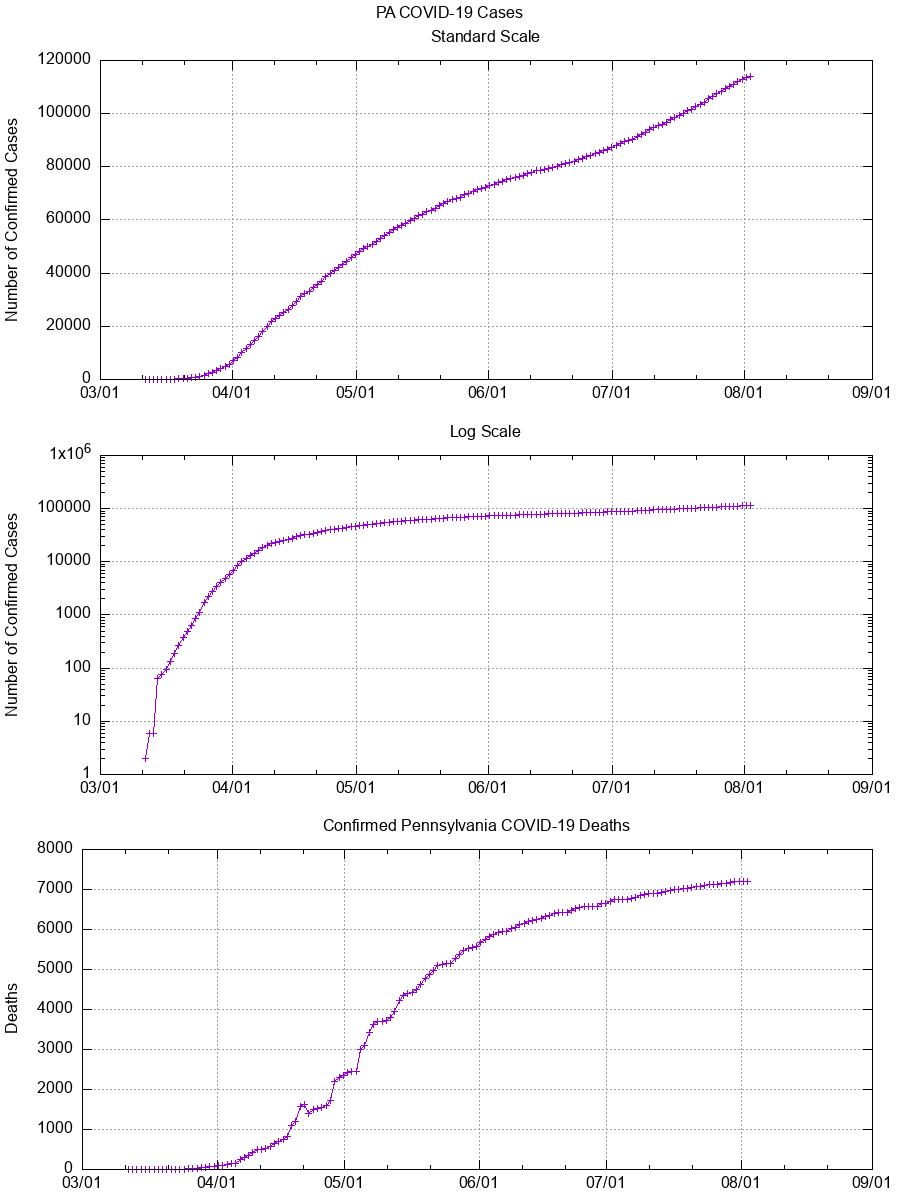 PA COVID-19 Cases
Standard Scale
120000
100000
80000
60000
40000
20000
0
Number of Confirmed Cases
03/01 04/01 05/01 06/01 07/01 08/01 09/01
Log Scale
1x10⁶
100000
10000
1000
100
10
1
Number of Confirmed Cases
03/01 04/01 05/01 06/01 07/01 08/01 09/01
Confirmed Pennsylvania COVID-19 Deaths
8000
7000
6000
5000
4000
3000
2000
1000
0
Deaths
03/01 04/01 05/01 06/01 07/01 08/01 09/01